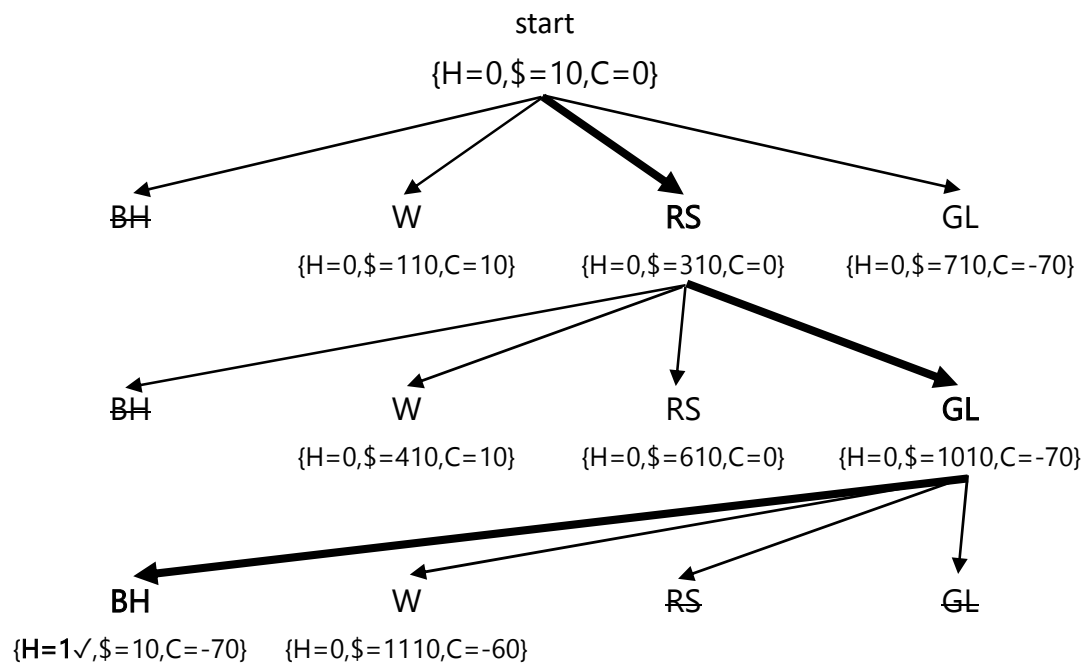 start
{H=0,$=10,C=0}
BH W RS GL
{H=0,$=110,C=10} {H=0,$=310,C=0} {H=0,$=710,C=-70}
BH W RS GL
{H=0,$=410,C=10} {H=0,$=610,C=0} {H=0,$=1010,C=-70}
BH W RS GL
{H=1✓,$=10,C=-70} {H=0,$=1110,C=-60}